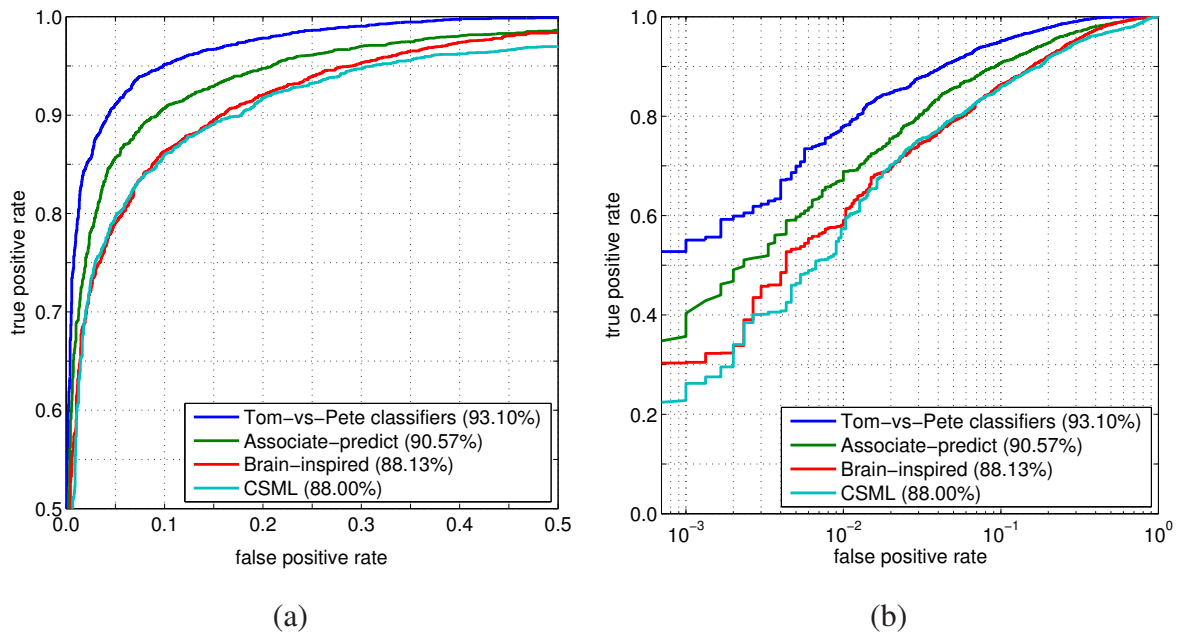 1.0
0.9
0.8
0.7
0.6
0.5
true positive rate
0.0
0.1
0.2
0.3
0.4
0.5
false positive rate
Tom−vs−Pete classifiers (93.10%)
Associate−predict (90.57%)
Brain−inspired (88.13%)
CSML (88.00%)
(a)
1.0
0.8
0.6
0.4
0.2
0.0
true positive rate
10−3
10−2
10−1
100
false positive rate
Tom−vs−Pete classifiers (93.10%)
Associate−predict (90.57%)
Brain−inspired (88.13%)
CSML (88.00%)
(b)